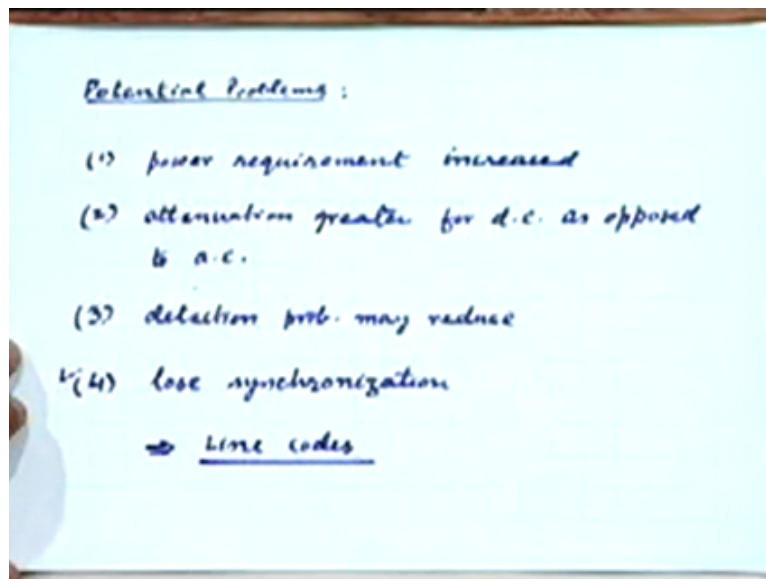 Potential Problems :
(1) power requirement increased
(2) attenuation greater for d.c. as opposed
to a.c.
(3) detection prob. may reduce
(4) lose synchronization
⇒ Line codes